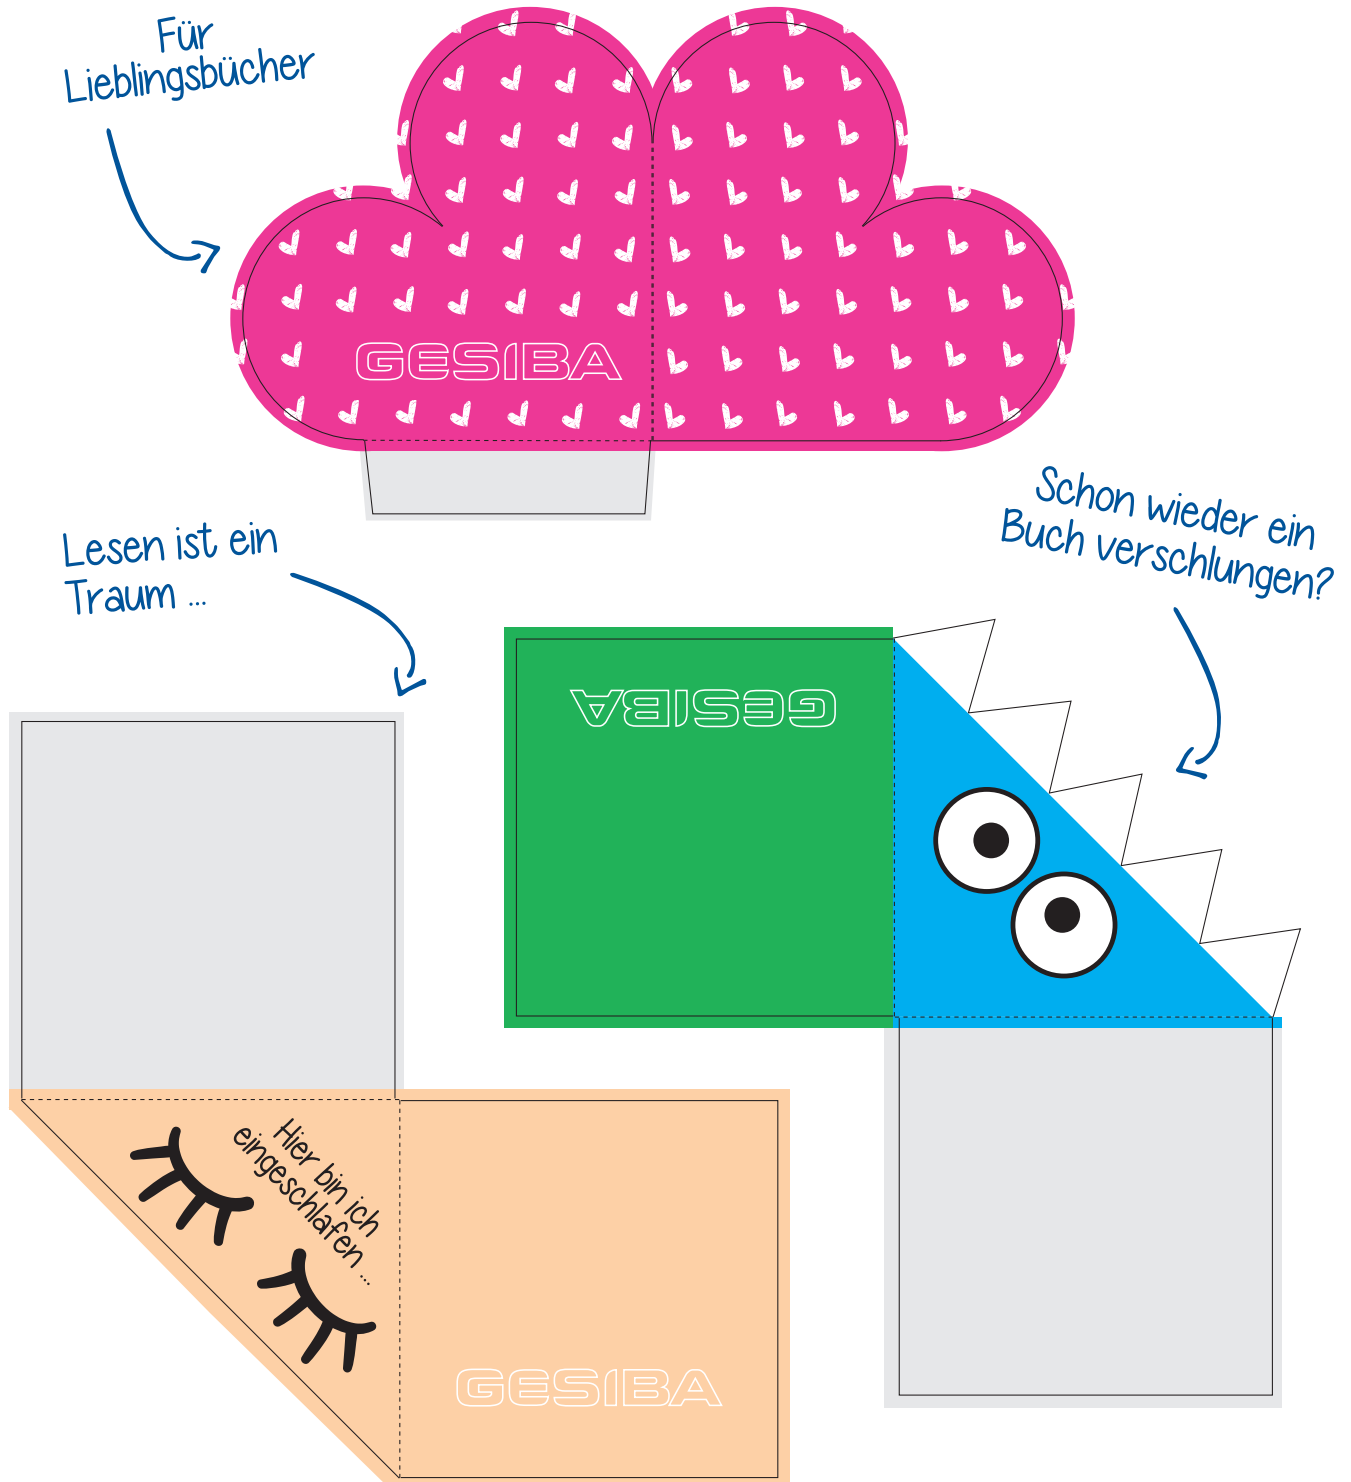 Für
Lieblingsbücher
GESIBA
Schon wieder ein
Buch verschlungen?
Lesen ist ein
Traum ...
GESIBA
Hier bin ich
eingeschlafen ...
GESIBA